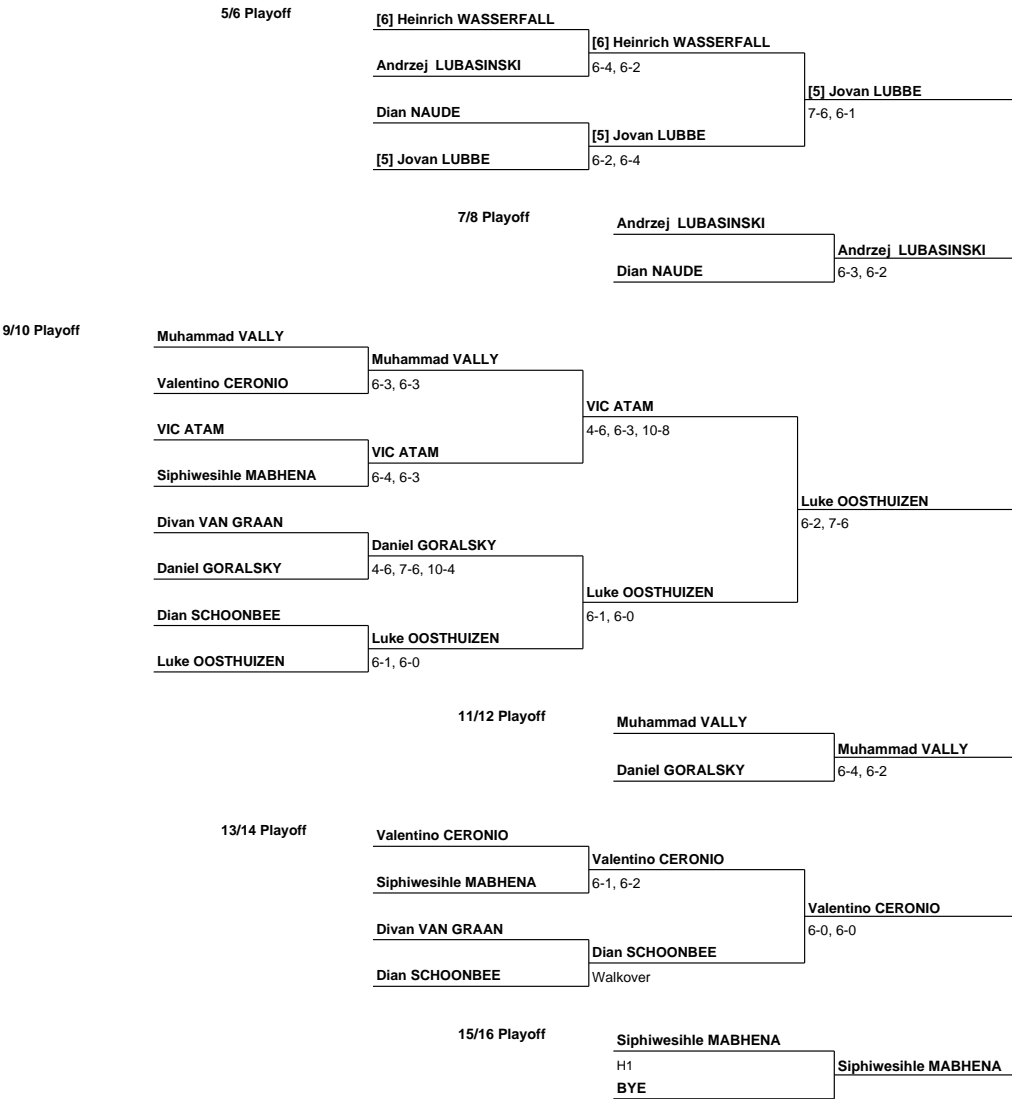 5/6 Playoff
[6] Heinrich WASSERFALL
[6] Heinrich WASSERFALL
Andrzej LUBASINSKI
6-4, 6-2
[5] Jovan LUBBE
Dian NAUDE
7-6, 6-1
[5] Jovan LUBBE
[5] Jovan LUBBE
6-2, 6-4
7/8 Playoff
Andrzej LUBASINSKI
Andrzej LUBASINSKI
Dian NAUDE
6-3, 6-2
9/10 Playoff
Muhammad VALLY
Muhammad VALLY
Valentino CERONIO
6-3, 6-3
VIC ATAM
VIC ATAM
4-6, 6-3, 10-8
VIC ATAM
Siphiwesihle MABHENA
6-4, 6-3
Luke OOSTHUIZEN
Divan VAN GRAAN
6-2, 7-6
Daniel GORALSKY
Daniel GORALSKY
4-6, 7-6, 10-4
Luke OOSTHUIZEN
Dian SCHOONBEE
6-1, 6-0
Luke OOSTHUIZEN
Luke OOSTHUIZEN
6-1, 6-0
11/12 Playoff
Muhammad VALLY
Muhammad VALLY
Daniel GORALSKY
6-4, 6-2
13/14 Playoff
Valentino CERONIO
Valentino CERONIO
Siphiwesihle MABHENA
6-1, 6-2
Valentino CERONIO
Divan VAN GRAAN
6-0, 6-0
Dian SCHOONBEE
Dian SCHOONBEE
Walkover
15/16 Playoff
Siphiwesihle MABHENA
H1
Siphiwesihle MABHENA
BYE